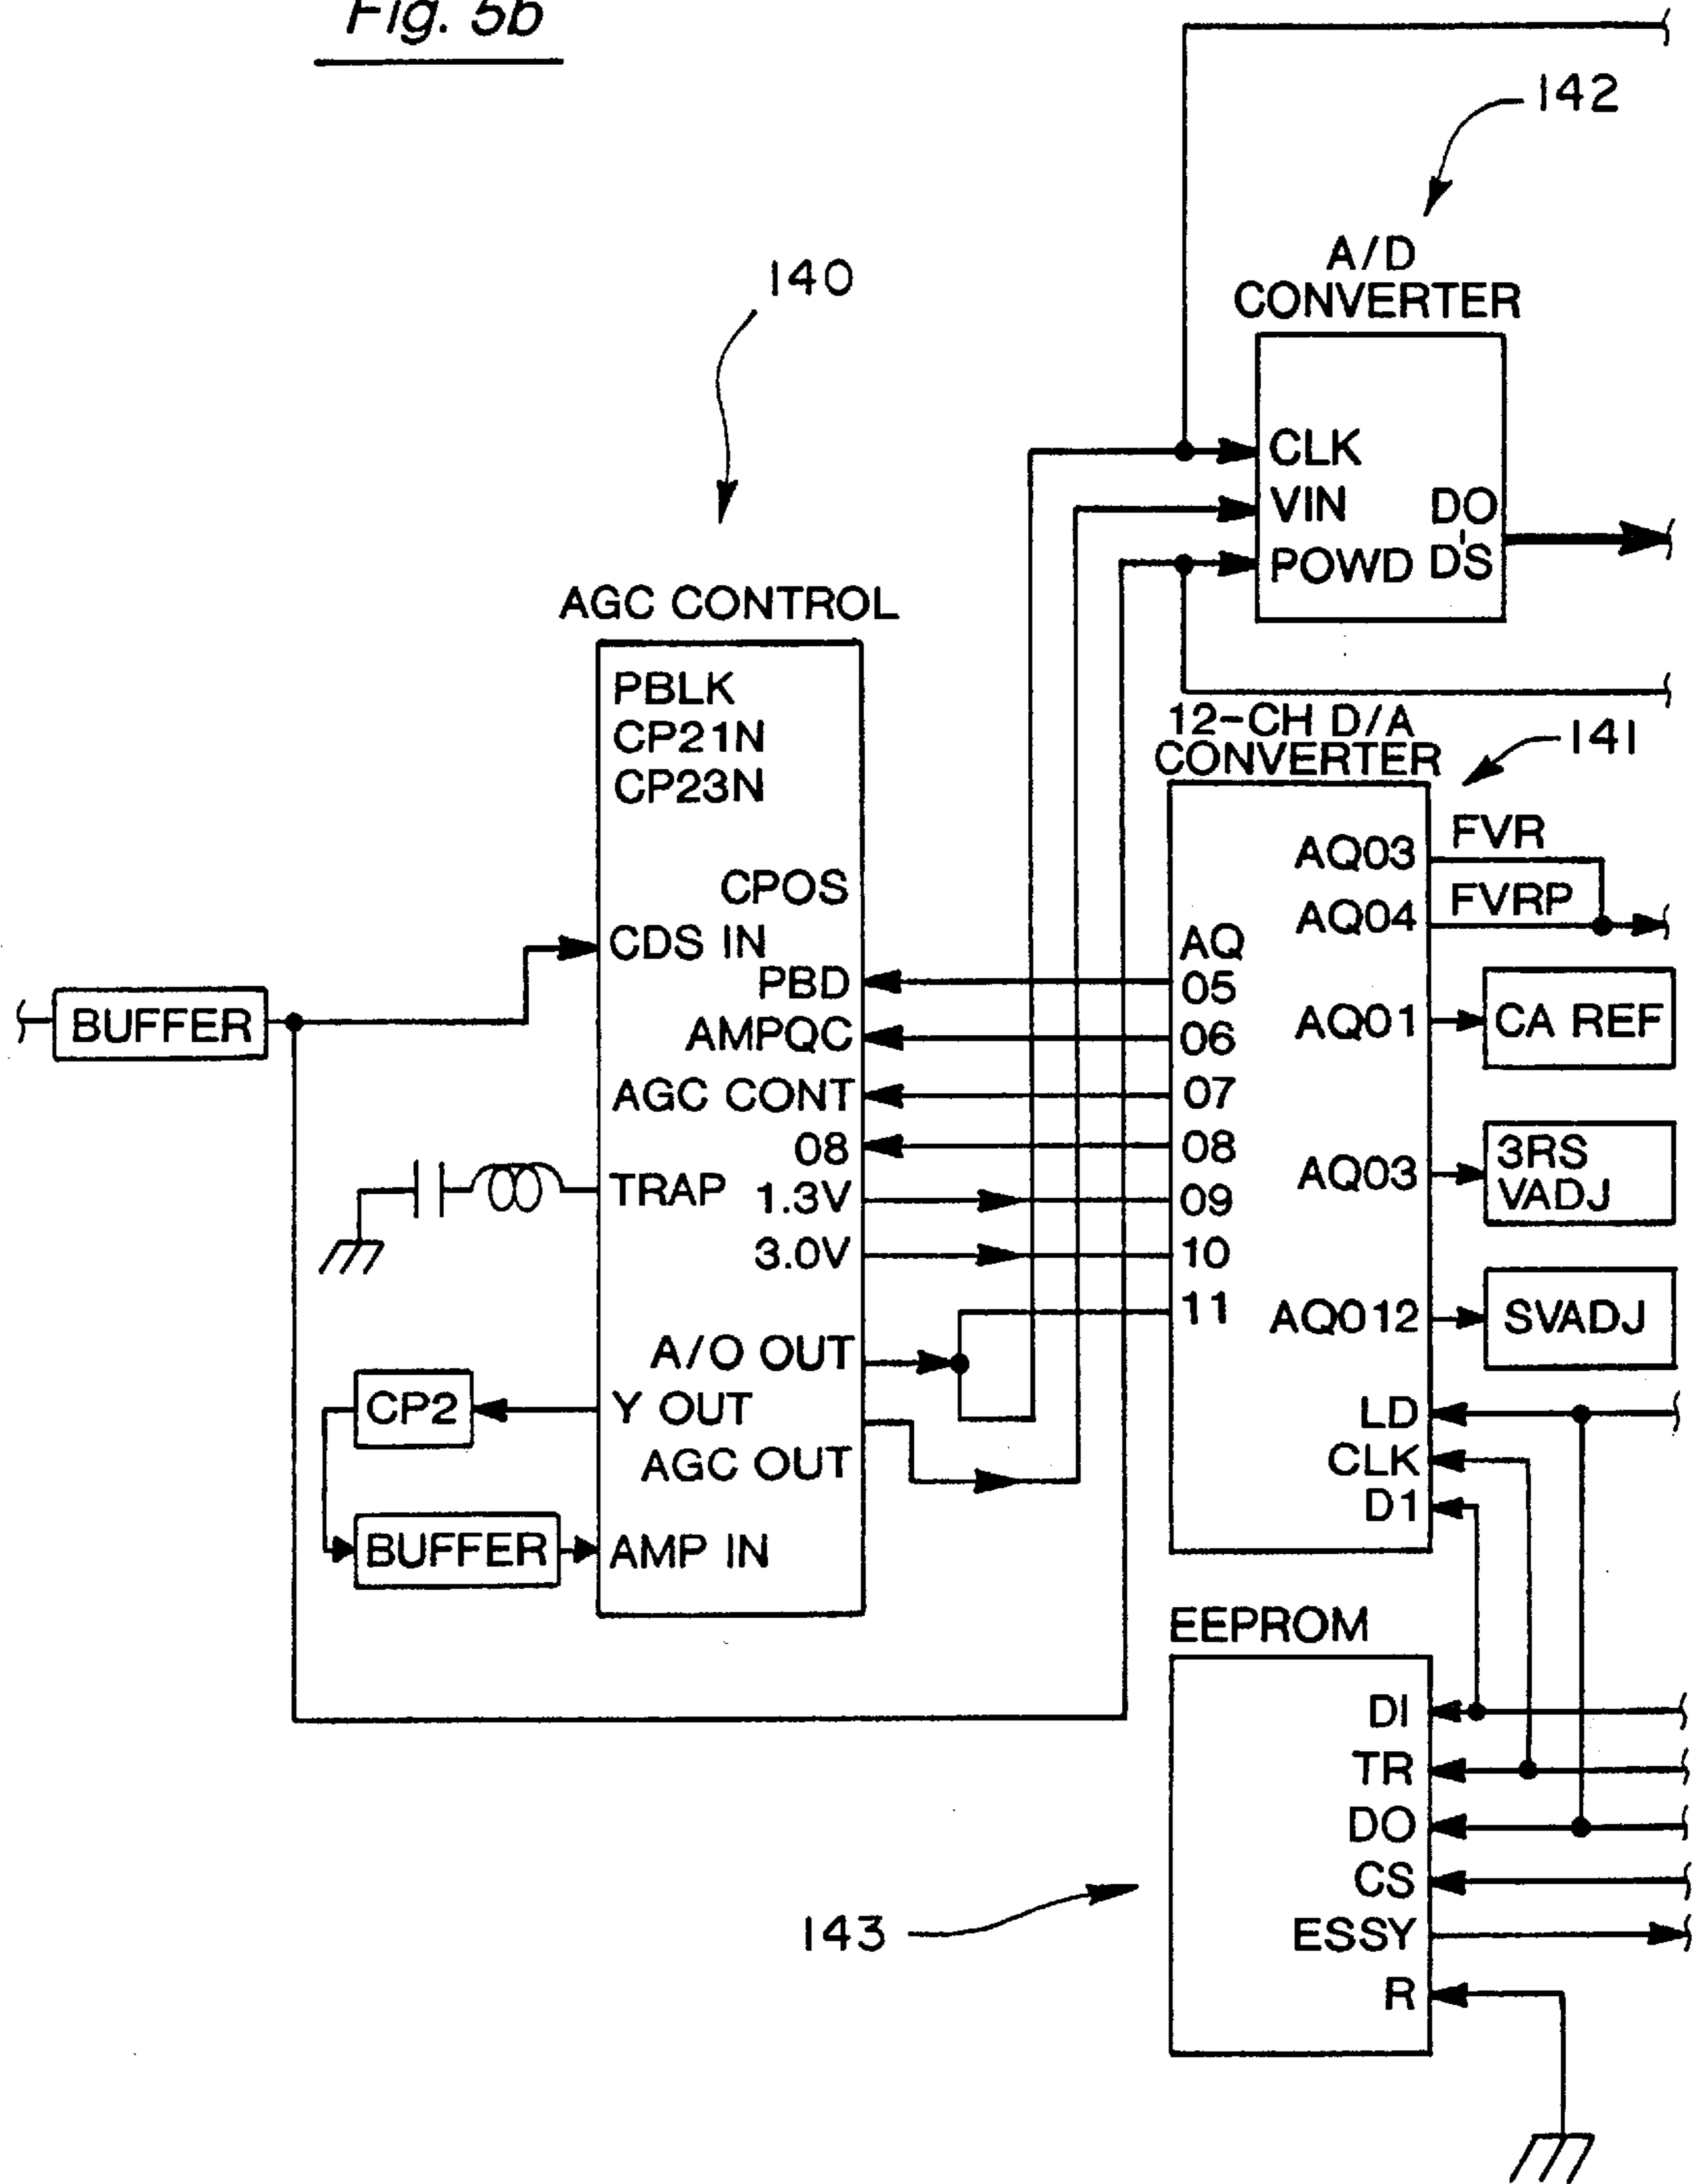 Fig. 5b
142
A/D
CONVERTER
140
CLK
VIN
DO
POWD
D'S
AGC CONTROL
PBLK
CP21N
CP23N
12-CH D/A
CONVERTER
141
CPOS
CDS IN
PBD
AMPQC
AGC CONT
08
TRAP
1.3V
3.0V
A/O OUT
Y OUT
AGC OUT
AMP IN
BUFFER
CP2
BUFFER
AQ03
FVR
AQ04
FVRP
AQ
05
06
07
08
09
10
11
AQ01
CA REF
AQ03
3RS
VADJ
AQ012
SVADJ
LD
CLK
D1
EEPROM
DI
TR
DO
CS
ESSY
R
143